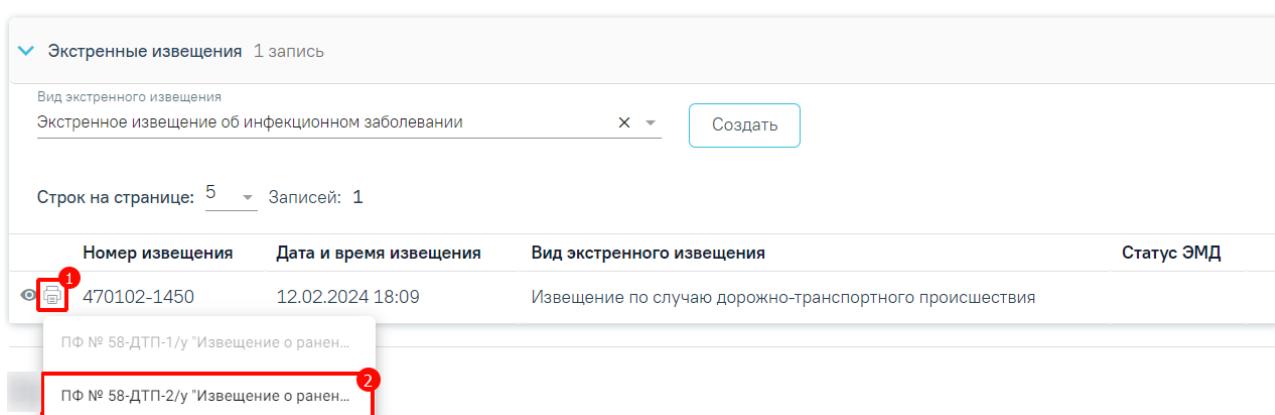 Экстренные извещения 1 запись
Вид экстренного извещения
Экстренное извещение об инфекционном заболевании
Создать
Строк на странице: 5 Записей: 1
Номер извещения Дата и время извещения Вид экстренного извещения Статус ЭМД
1
470102-1450 12.02.2024 18:09 Извещение по случаю дорожно-транспортного происшествия
ПФ № 58-ДТП-1/у "Извещение о ранен...
2
ПФ № 58-ДТП-2/у "Извещение о ранен...